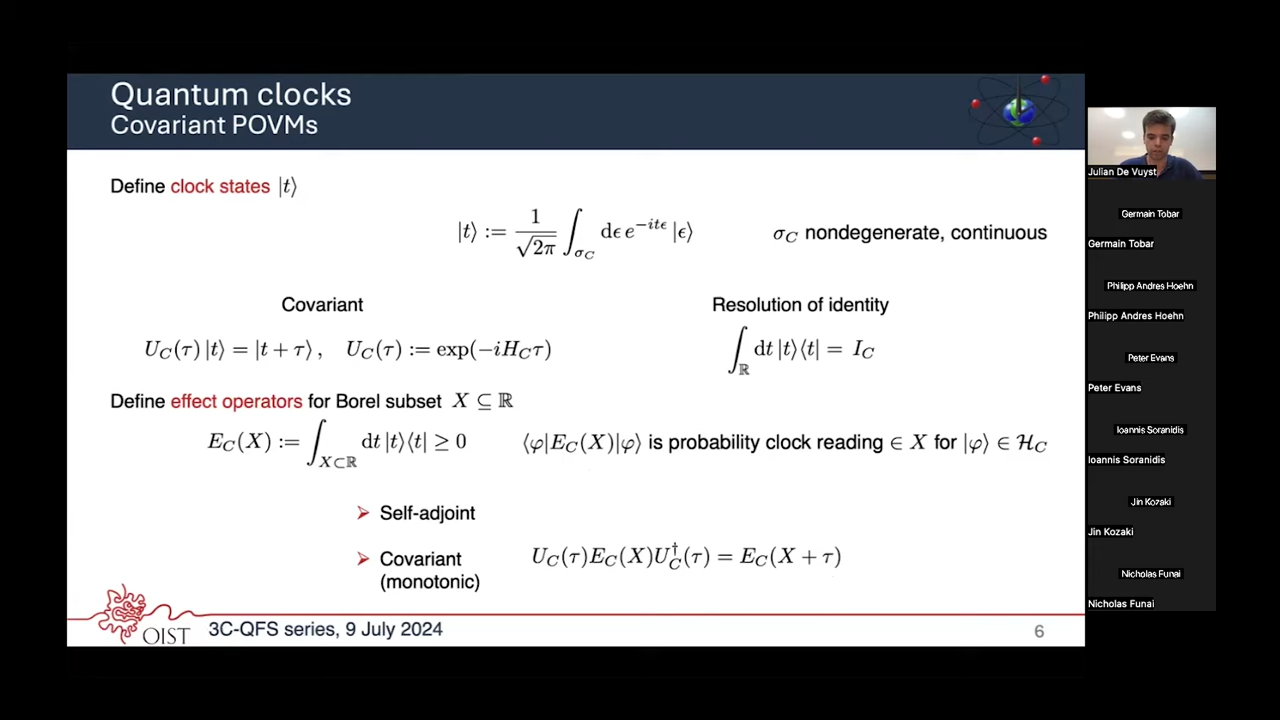 Quantum clocks
Covariant POVMs
Define clock states |t⟩
|t⟩ := 1/√2π ∫_{σ_C} dϵ e^{−itϵ} |ϵ⟩
σ_C nondegenerate, continuous
Covariant
Resolution of identity
U_C(τ)|t⟩ = |t + τ⟩, U_C(τ) := exp(−iH_Cτ)
∫_ℝ dt |t⟩⟨t| = I_C
Define effect operators for Borel subset X ⊆ ℝ
E_C(X) := ∫_{X⊂ℝ} dt |t⟩⟨t| ≥ 0
⟨φ|E_C(X)|φ⟩ is probability clock reading ∈ X for |φ⟩ ∈ ℋ_C
➢ Self-adjoint
➢ Covariant
(monotonic)
U_C(τ)E_C(X)U_C^†(τ) = E_C(X + τ)
OIST
3C-QFS series, 9 July 2024
6
Julian De Vuyst
Germain Tobar
Germain Tobar
Philipp Andres Hoehn
Philipp Andres Hoehn
Peter Evans
Peter Evans
Ioannis Soranidis
Ioannis Soranidis
Jin Kozaki
Jin Kozaki
Nicholas Funai
Nicholas Funai